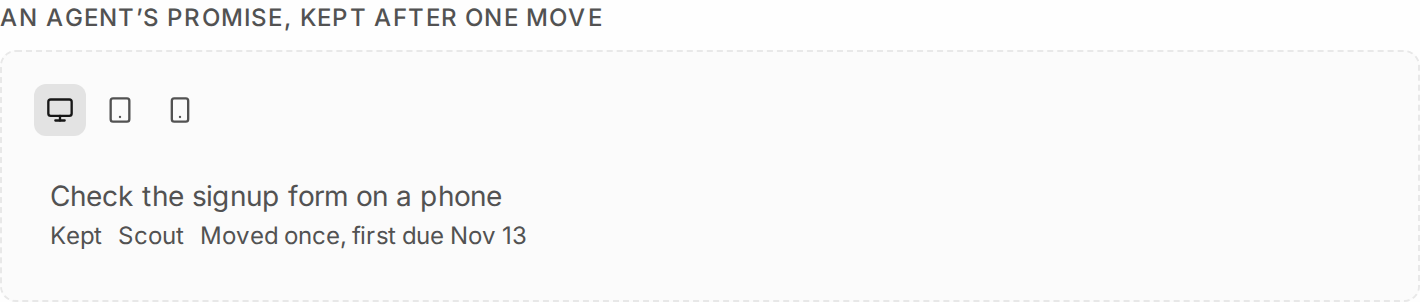 AN AGENT’S PROMISE, KEPT AFTER ONE MOVE
Check the signup form on a phone
Kept Scout Moved once, first due Nov 13